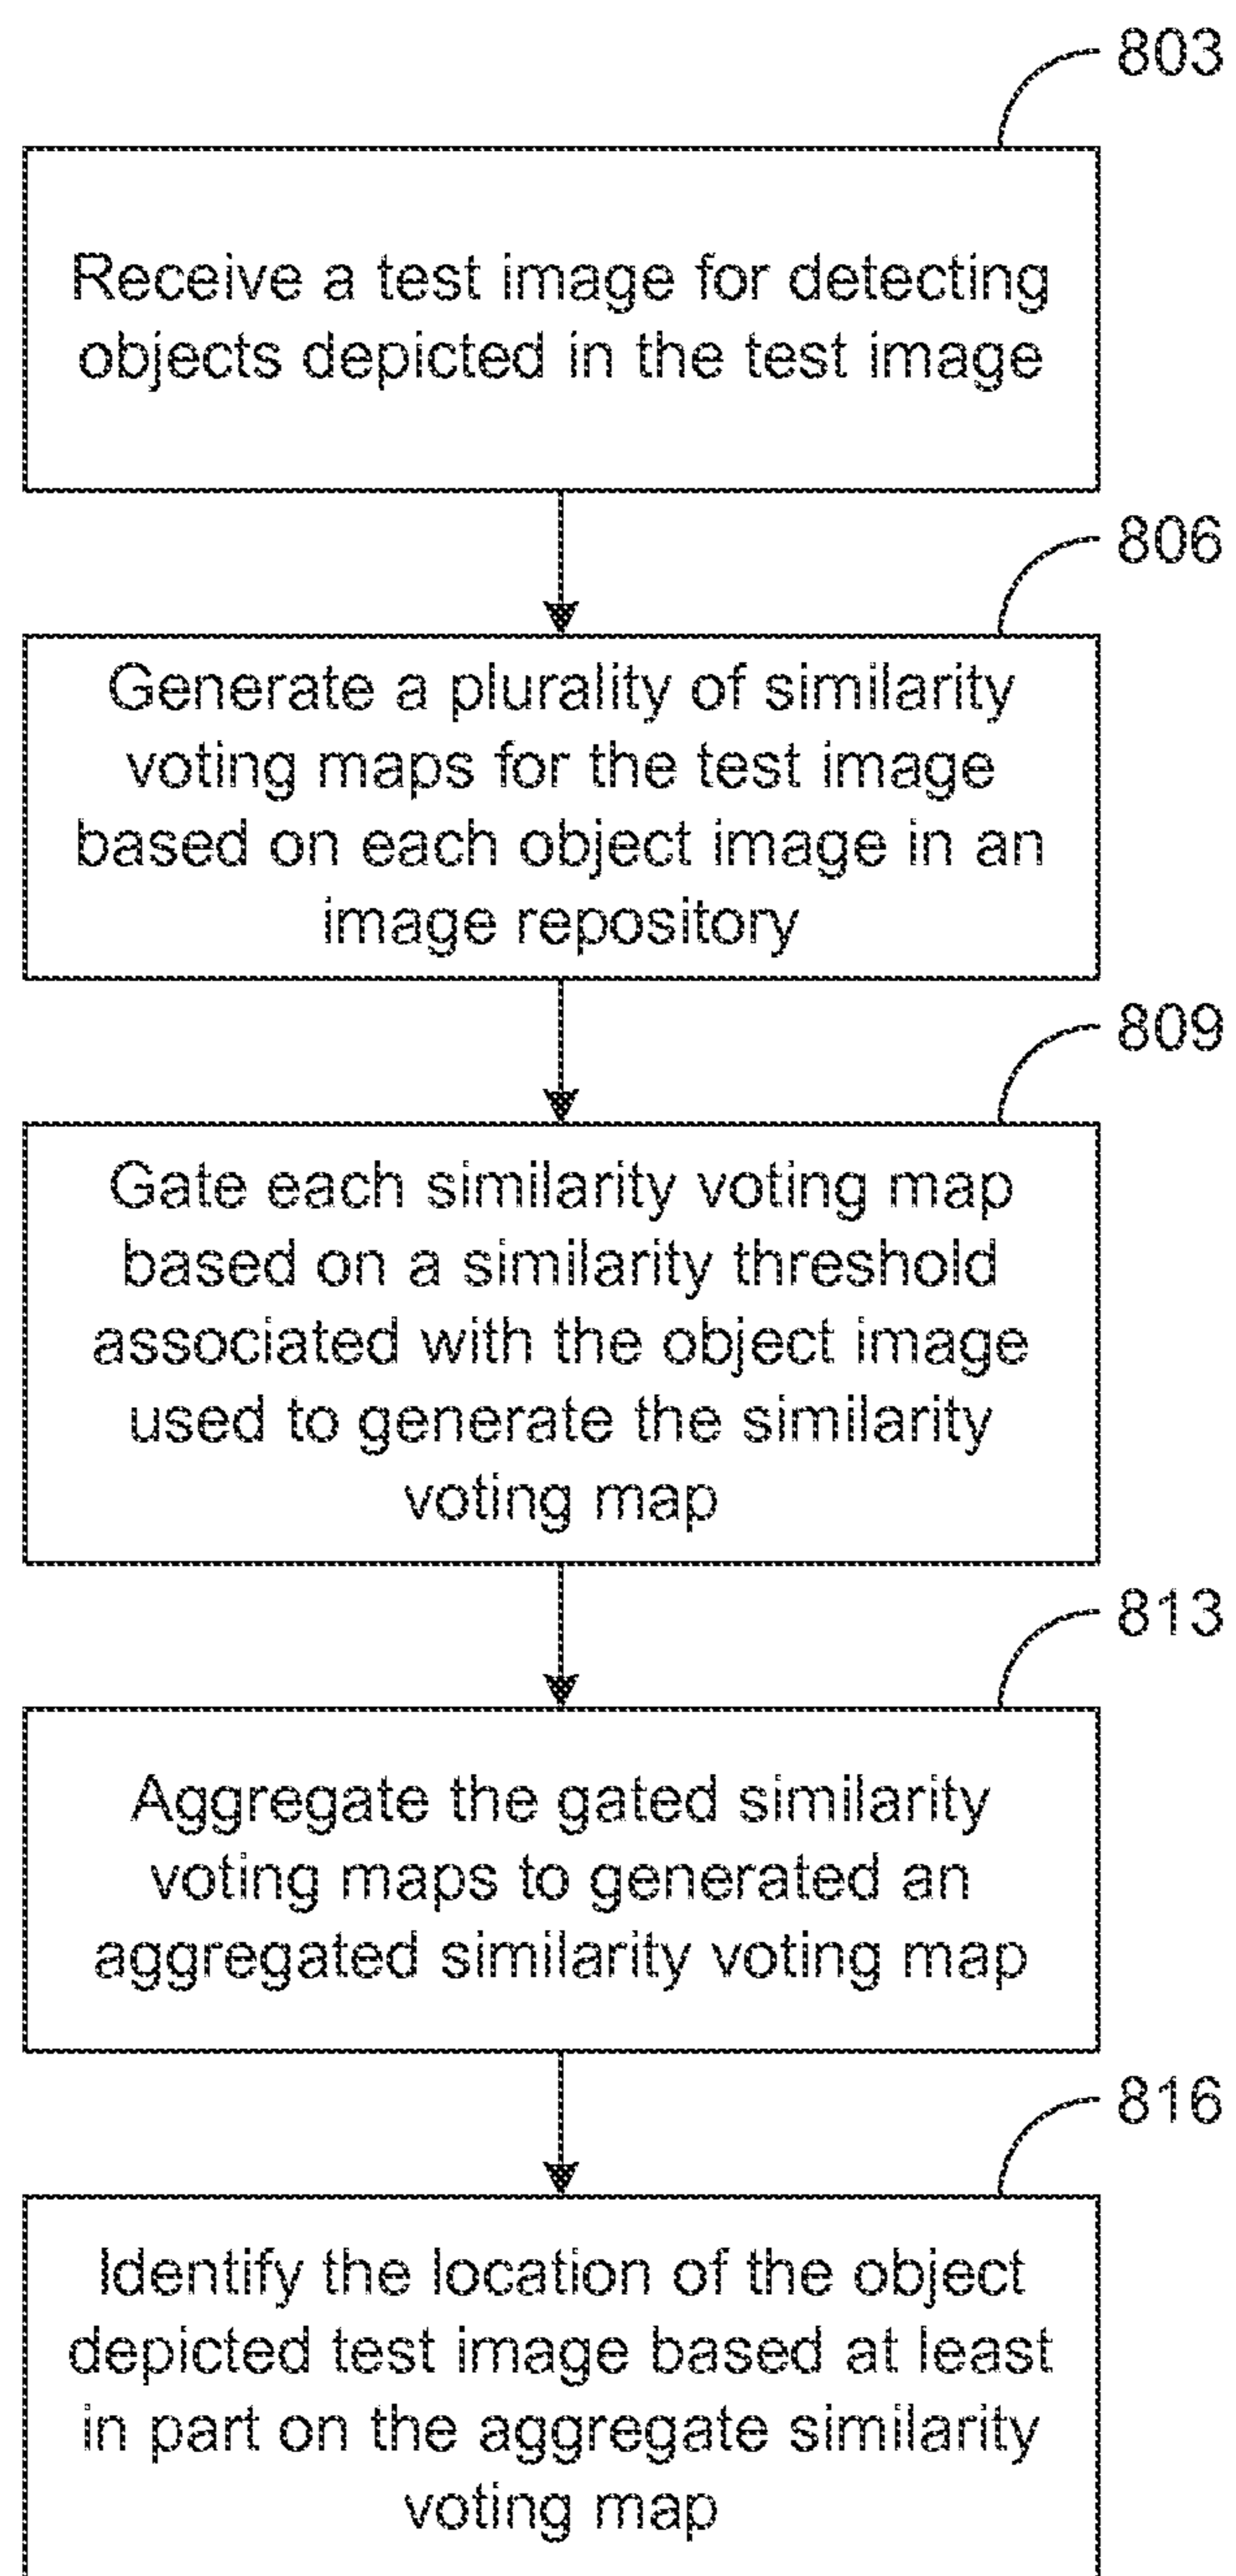 803
Receive a test image for detecting
objects depicted in the test image
806
Generate a plurality of similarity
voting maps for the test image
based on each object image in an
image repository
809
Gate each similarity voting map
based on a similarity threshold
associated with the object image
used to generate the similarity
voting map
813
Aggregate the gated similarity
voting maps to generated an
aggregated similarity voting map
816
Identify the location of the object
depicted test image based at least
in part on the aggregate similarity
voting map